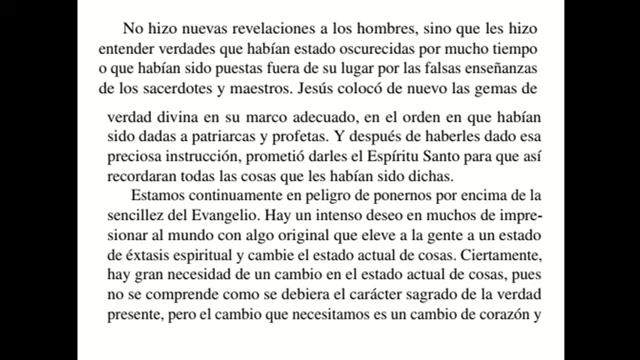 No hizo nuevas revelaciones a los hombres, sino que les hizo
entender verdades que habían estado oscurecidas por mucho tiempo
o que habían sido puestas fuera de su lugar por las falsas enseñanzas
de los sacerdotes y maestros. Jesús colocó de nuevo las gemas de
verdad divina en su marco adecuado, en el orden en que habían
sido dadas a patriarcas y profetas. Y después de haberles dado esa
preciosa instrucción, prometió darles el Espíritu Santo para que así
recordaran todas las cosas que les habían sido dichas.
Estamos continuamente en peligro de ponernos por encima de la
sencillez del Evangelio. Hay un intenso deseo en muchos de impre-
sionar al mundo con algo original que eleve a la gente a un estado
de éxtasis espiritual y cambie el estado actual de cosas. Ciertamente,
hay gran necesidad de un cambio en el estado actual de cosas, pues
no se comprende como se debiera el carácter sagrado de la verdad
presente, pero el cambio que necesitamos es un cambio de corazón y